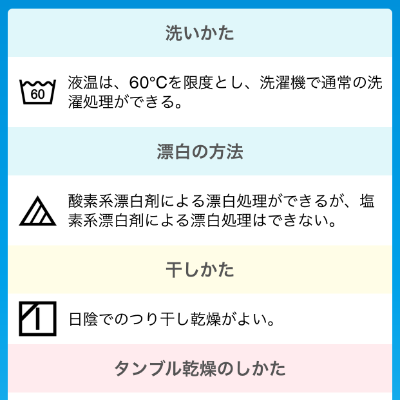 洗いかた
60
液温は、60℃を限度とし、洗濯機で通常の洗
濯処理ができる。
漂白の方法
酸素系漂白剤による漂白処理ができるが、塩
素系漂白剤による漂白処理はできない。
干しかた
日陰でのつり干し乾燥がよい。
タンブル乾燥のしかた